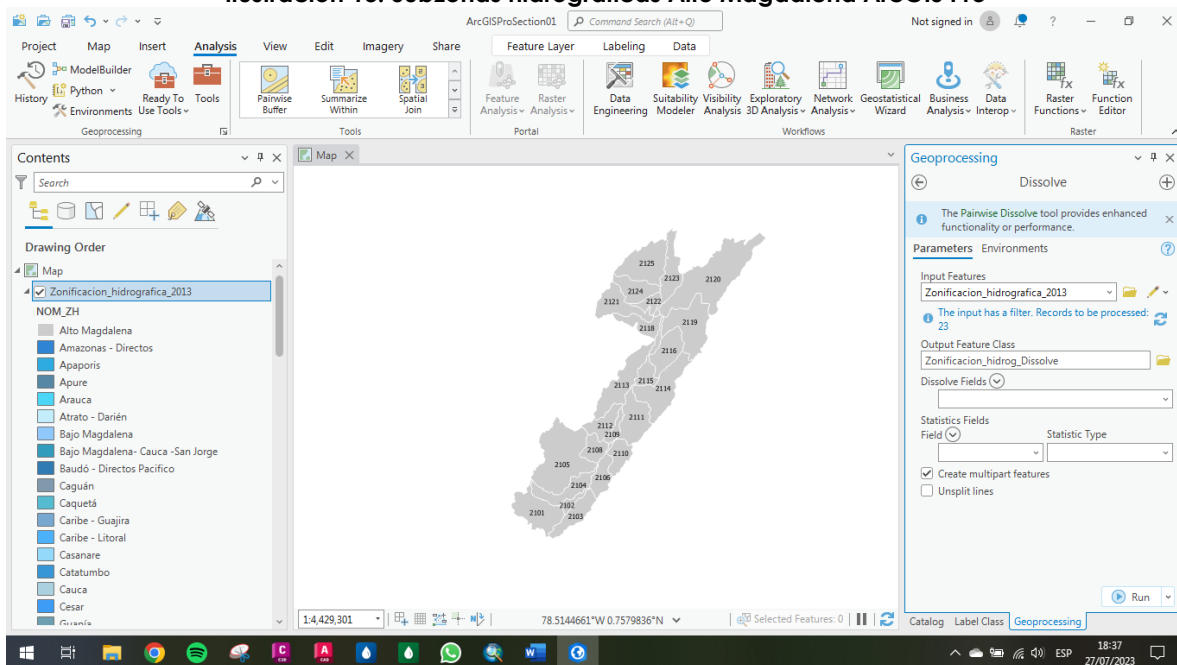 ArcGISProSection01
Command Search (Alt+Q)
Not signed in
?
Project Map Insert Analysis View Edit Imagery Share Feature Layer Labeling Data
History
ModelBuilder
Python
Environments
Ready To Use Tools
Tools
Geoprocessing
Pairwise Buffer
Summarize Within
Spatial Join
Tools
Feature Analysis
Raster Analysis
Portal
Data Engineering
Suitability Modeler
Visibility Analysis
Exploratory 3D Analysis
Network Analysis
Geostatistical Wizard
Business Analysis
Data Interop
Workflows
Raster Functions
Function Editor
Raster
Contents
Search
Drawing Order
Map
Zonificacion_hidrografica_2013
NOM_ZH
Alto Magdalena
Amazonas - Directos
Apaporis
Apure
Arauca
Atrato - Darién
Bajo Magdalena
Bajo Magdalena- Cauca -San Jorge
Baudó - Directos Pacifico
Caguán
Caquetá
Caribe - Guajira
Caribe - Litoral
Casanare
Catatumbo
Cauca
Cesar
Map
2125
2123
2120
2124
2121
2122
2119
2118
2116
2113
2115
2114
2111
2112
2109
2108
2110
2105
2106
2104
2102
2101
2103
1:4,429,301
78.5144661°W 0.7579836°N
Selected Features: 0
Geoprocessing
Dissolve
The Pairwise Dissolve tool provides enhanced
functionality or performance.
Parameters Environments
?
Input Features
Zonificacion_hidrografica_2013
The input has a filter. Records to be processed:
23
Output Feature Class
Zonificacion_hidrog_Dissolve
Dissolve Fields
Statistics Fields
Field Statistic Type
Create multipart features
Unsplit lines
Run
Catalog Label Class Geoprocessing
ESP
18:37
27/07/2023